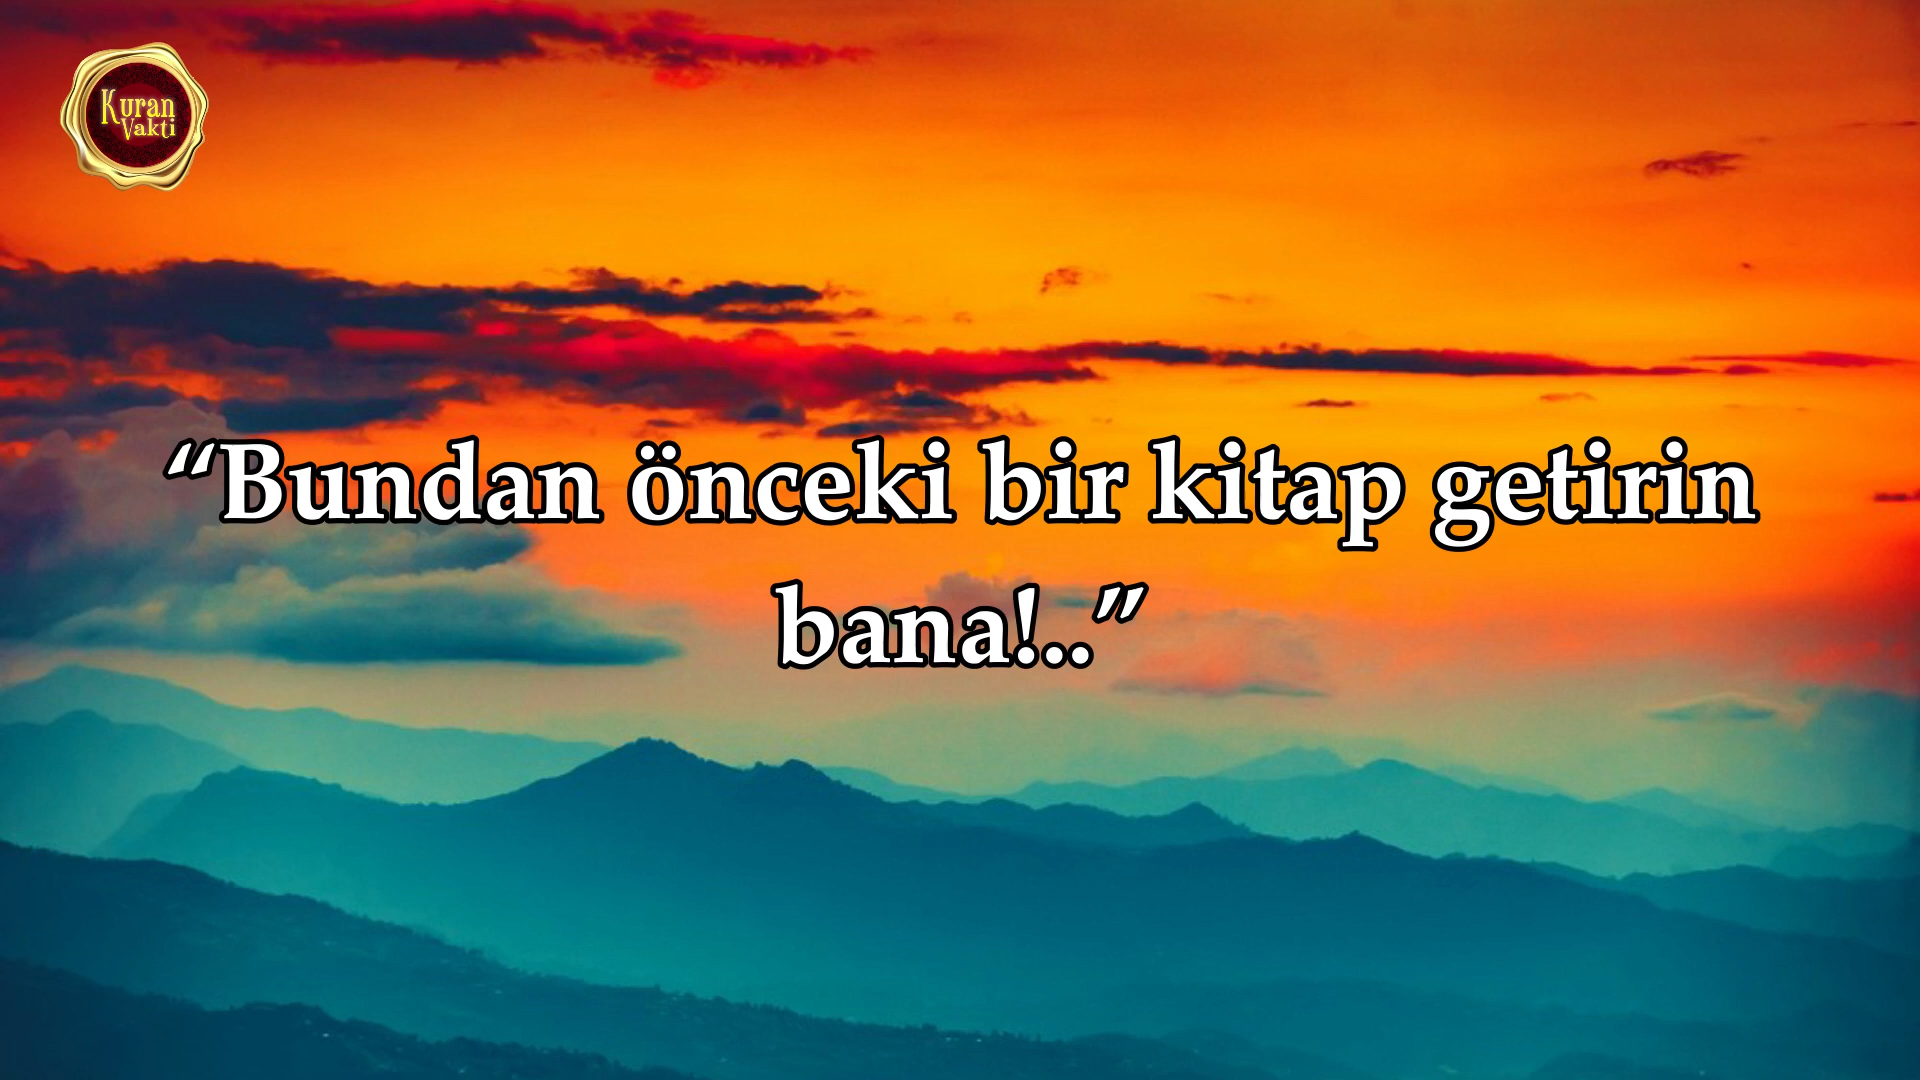 Kuran
Vakti
“Bundan önceki bir kitap getirin
bana!..”